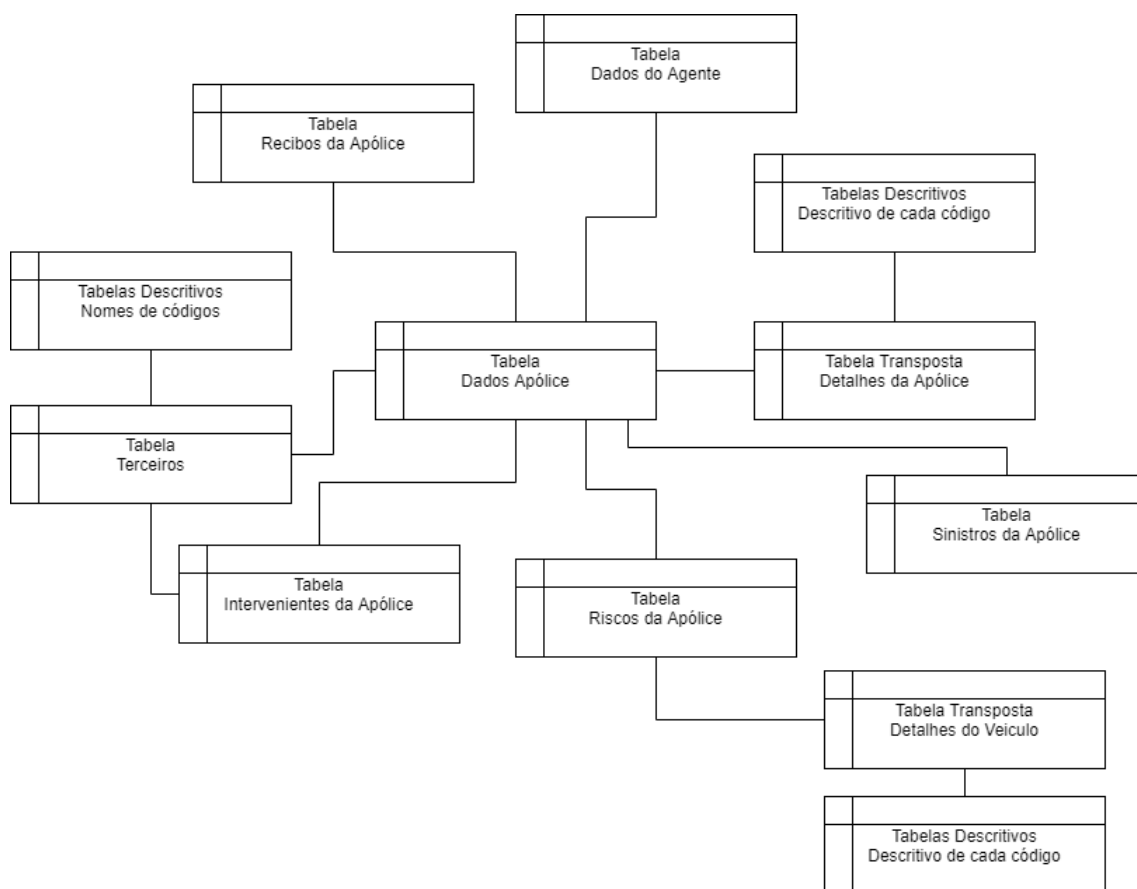 Tabela
Dados do Agente
Tabela
Recibos da Apólice
Tabelas Descritivos
Descritivo de cada código
Tabelas Descritivos
Nomes de códigos
Tabela
Dados Apólice
Tabela Transposta
Detalhes da Apólice
Tabela
Terceiros
Tabela
Sinistros da Apólice
Tabela
Intervenientes da Apólice
Tabela
Riscos da Apólice
Tabela Transposta
Detalhes do Veiculo
Tabelas Descritivos
Descritivo de cada código